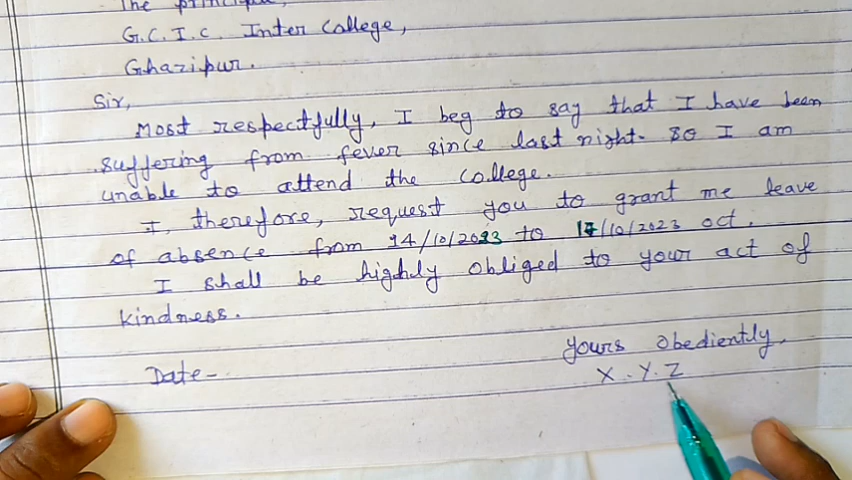 The principal,
G.C.I.C. Inter College,
Ghazipur.
Sir,
Most respectfully, I beg to say that I have been
suffering from fever since last night. So I am
unable to attend the college.
I, therefore, request you to grant me leave
of absence from 14/10/2023 to 17/10/2023 oct.
I shall be highly obliged to your act of
kindness.
Yours obediently,
Date-
X.Y.Z